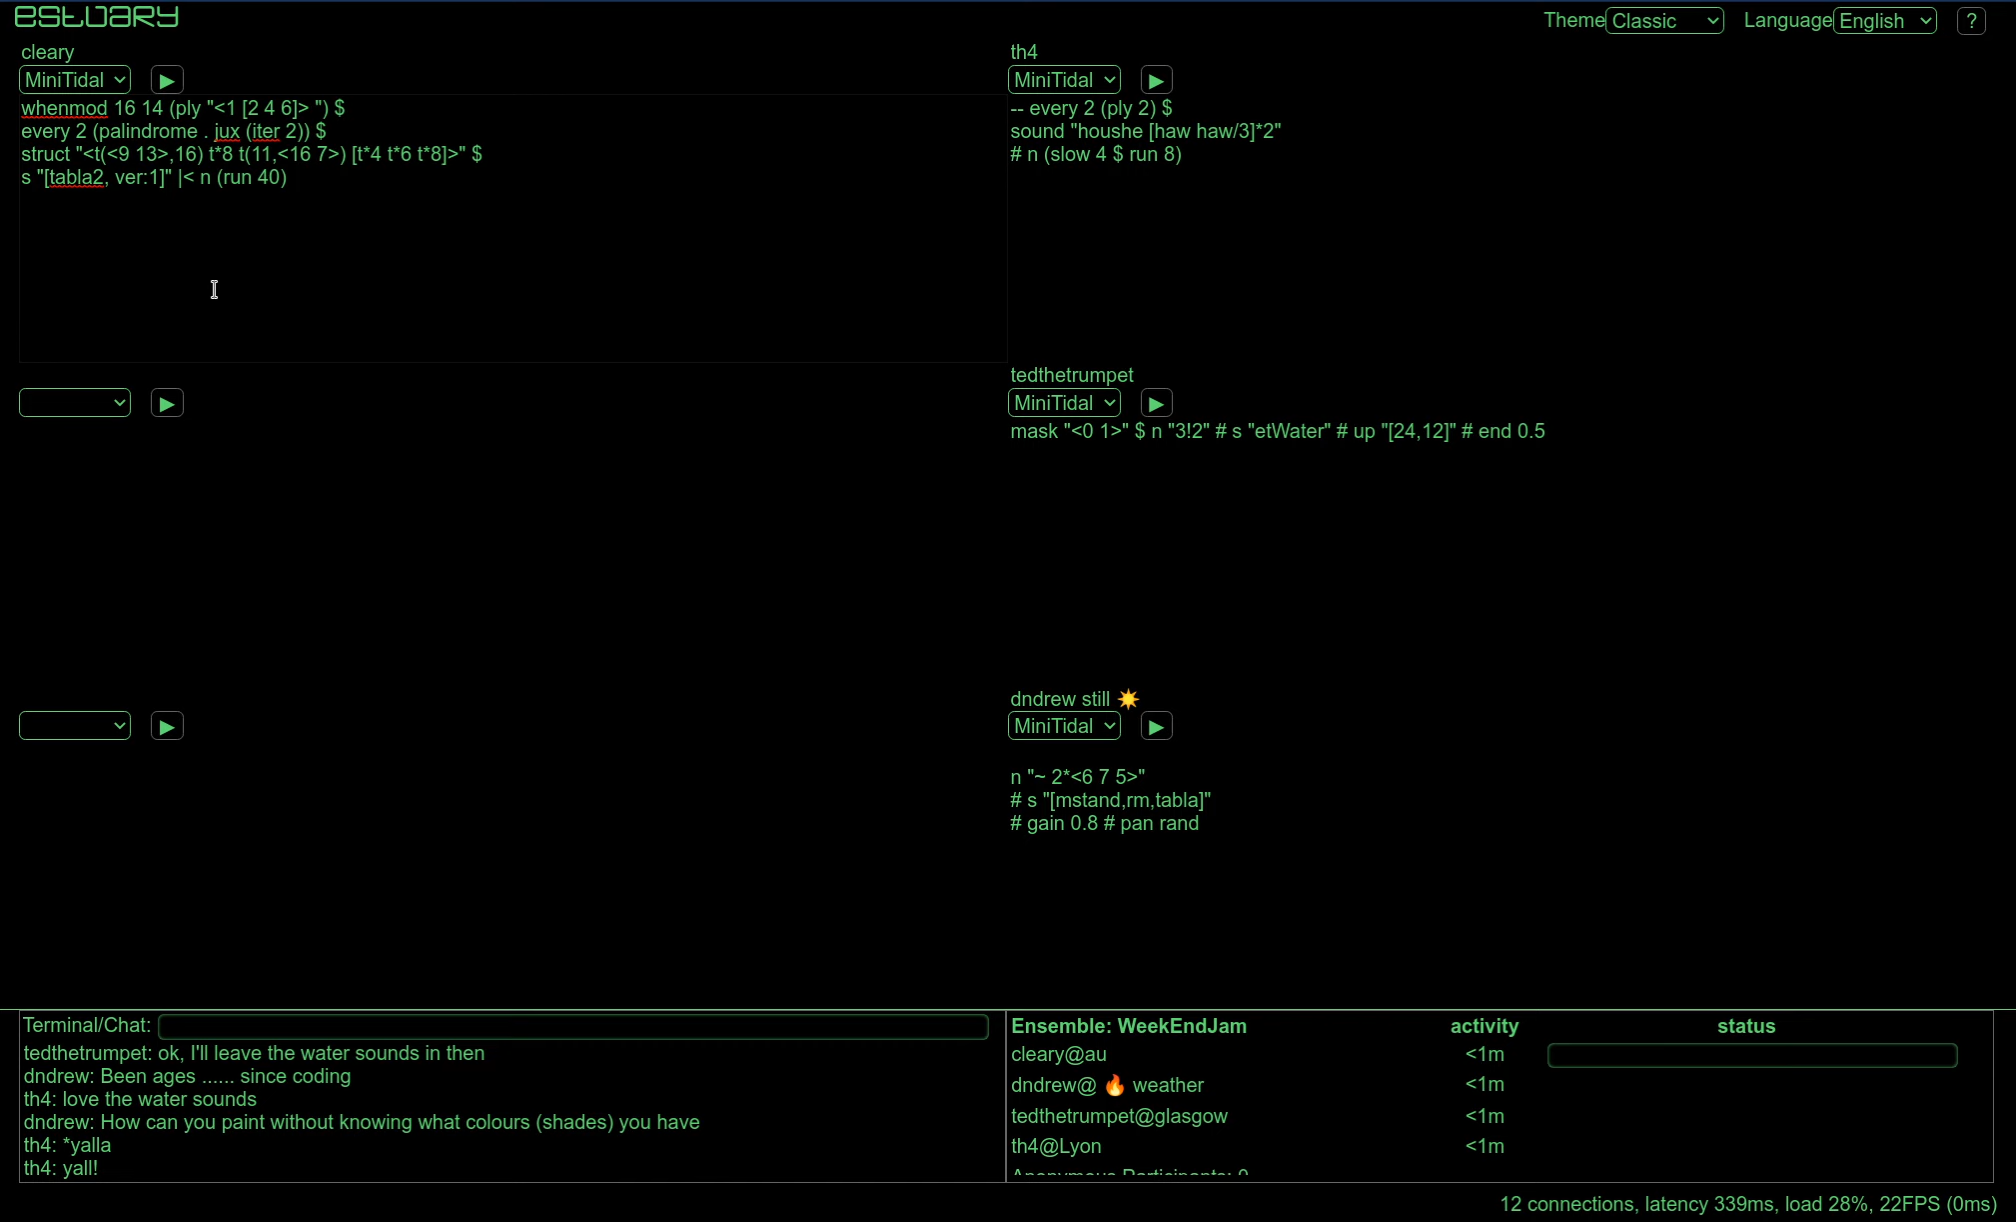 estuary
Theme Classic Language English ?
cleary
MiniTidal
whenmod 16 14 (ply "<1 [2 4 6]> ") $
every 2 (palindrome . jux (iter 2)) $
struct "<t(<9 13>,16) t*8 t(11,<16 7>) [t*4 t*6 t*8]>" $
s "[tabla2, ver:1]" |< n (run 40)
th4
MiniTidal
-- every 2 (ply 2) $
sound "houshe [haw haw/3]*2"
# n (slow 4 $ run 8)
tedthetrumpet
MiniTidal
mask "<0 1>" $ n "3!2" # s "etWater" # up "[24,12]" # end 0.5
dndrew still ☀️
MiniTidal
n "~ 2*<6 7 5>"
# s "[mstand,rm,tabla]"
# gain 0.8 # pan rand
Terminal/Chat:
tedthetrumpet: ok, I'll leave the water sounds in then
dndrew: Been ages ...... since coding
th4: love the water sounds
dndrew: How can you paint without knowing what colours (shades) you have
th4: *yalla
th4: yall!
Ensemble: WeekEndJam activity status
cleary@au <1m
dndrew@ 🔥 weather <1m
tedthetrumpet@glasgow <1m
th4@Lyon <1m
Anonymous Participants: 0
12 connections, latency 339ms, load 28%, 22FPS (0ms)